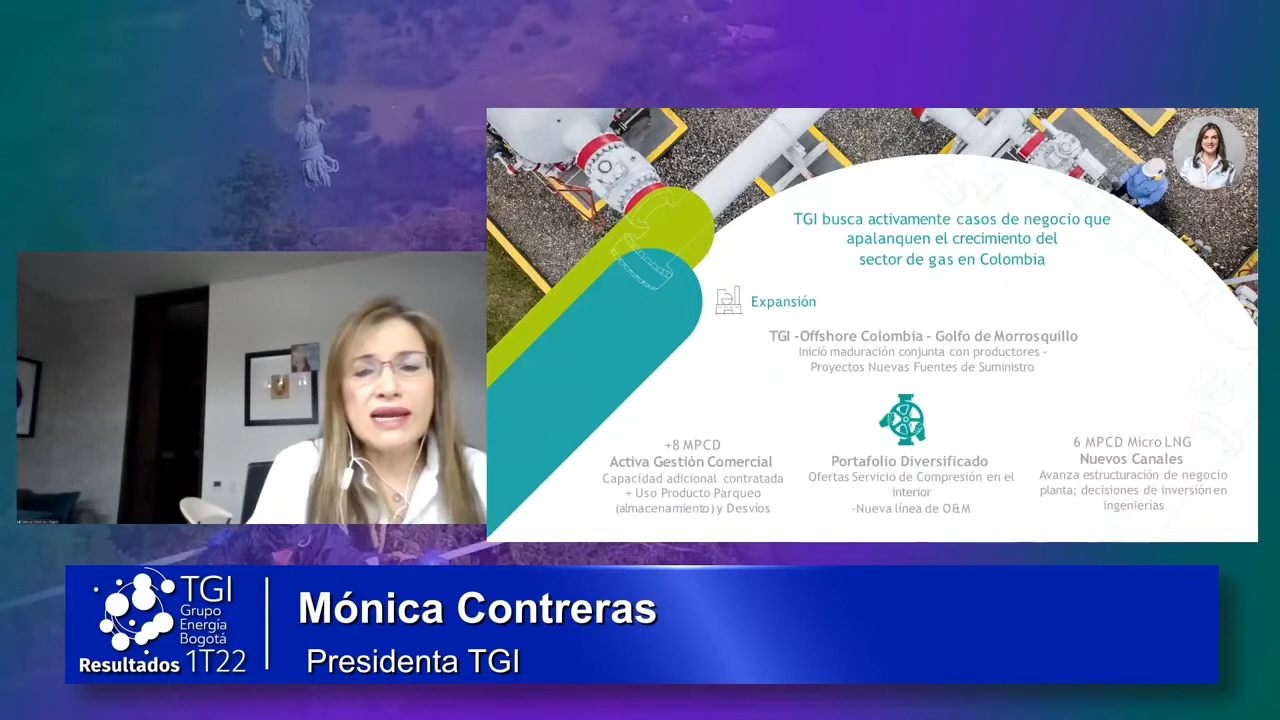 TGI busca activamente casos de negocio que
apalanquen el crecimiento del
sector de gas en Colombia
Expansión
TGI -Offshore Colombia - Golfo de Morrosquillo
Inició maduración conjunta con productores -
Proyectos Nuevas Fuentes de Suministro
+8 MPCD
Activa Gestión Comercial
Capacidad adicional contratada
+ Uso Producto Parqueo
(almacenamiento) y Desvíos
Portafolio Diversificado
Ofertas Servicio de Compresión en el
interior
-Nueva línea de O&M
6 MPCD Micro LNG
Nuevos Canales
Avanza estructuración de negocio
planta; decisiones de inversión en
ingenierías
TGI
Grupo
Energía
Bogotá
Resultados 1T22
Mónica Contreras
Presidenta TGI